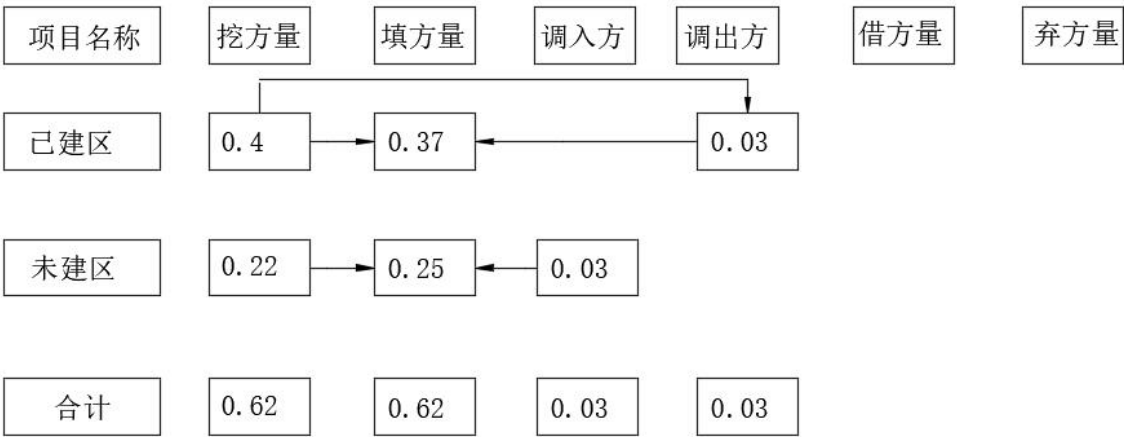 项目名称 挖方量 填方量 调入方 调出方 借方量 弃方量
已建区 0.4 0.37 0.03
未建区 0.22 0.25 0.03
合计 0.62 0.62 0.03 0.03